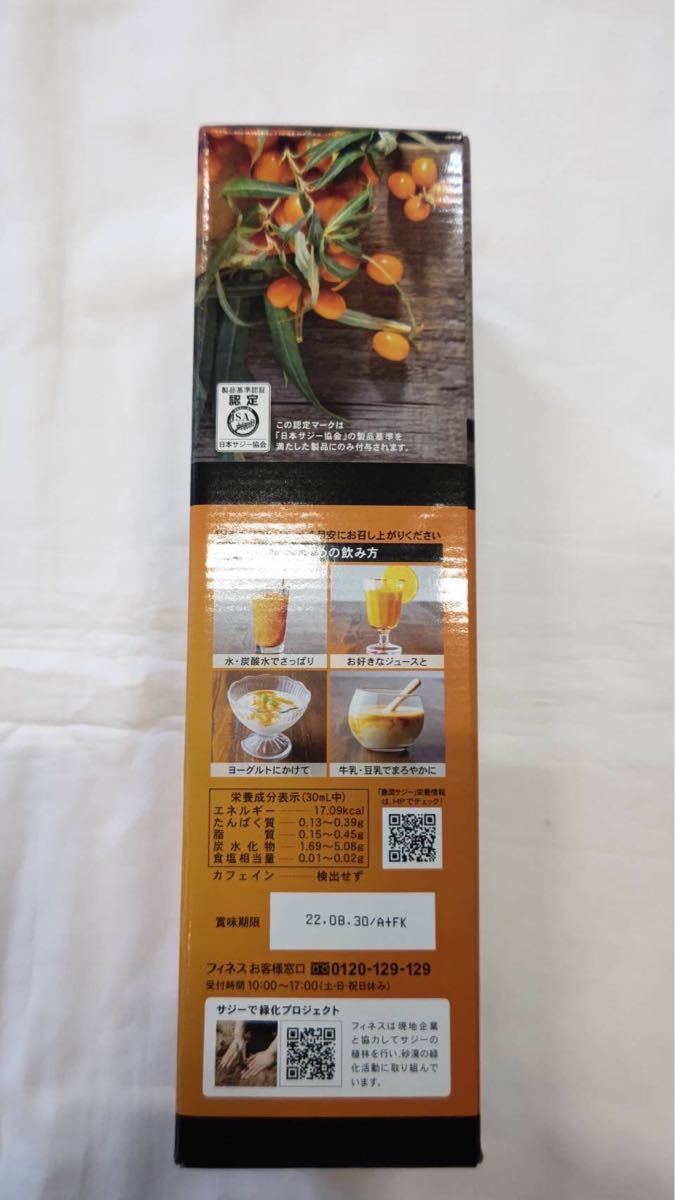 製品基準認証
認定
JSA
日本サジー協会
この認定マークは
「日本サジー協会」の製品基準を
満たした製品にのみ付与されます。
目安にお召し上がりください
の飲み方
水・炭酸水でさっぱり
お好きなジュースと
ヨーグルトにかけて
牛乳・豆乳でまろやかに
栄養成分表示(30mL中)
エネルギー 17.09kcal
たんぱく質 0.13〜0.39g
脂質 0.15〜0.45g
炭水化物 1.69〜5.08g
食塩相当量 0.01〜0.02g
カフェイン 検出せず
「豊潤サジー」栄養情報
は、HPでチェック!
賞味期限
22.08.30/A+FK
フィネスお客様窓口 0120-129-129
受付時間10:00〜17:00(土・日・祝日休み)
サジーで緑化プロジェクト
フィネスは現地企業
と協力してサジーの
植林を行い、砂漠の緑
化活動に取り組んで
います。